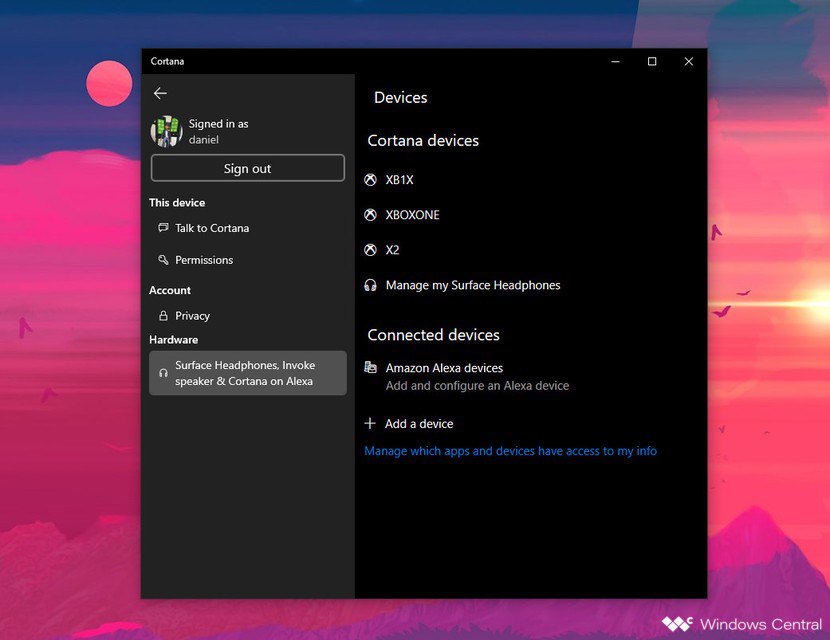 Cortana
Signed in as
daniel
Sign out
This device
Talk to Cortana
Permissions
Account
Privacy
Hardware
Surface Headphones, Invoke
speaker & Cortana on Alexa
Devices
Cortana devices
XB1X
XBOXONE
X2
Manage my Surface Headphones
Connected devices
Amazon Alexa devices
Add and configure an Alexa device
Add a device
Manage which apps and devices have access to my info
Windows Central